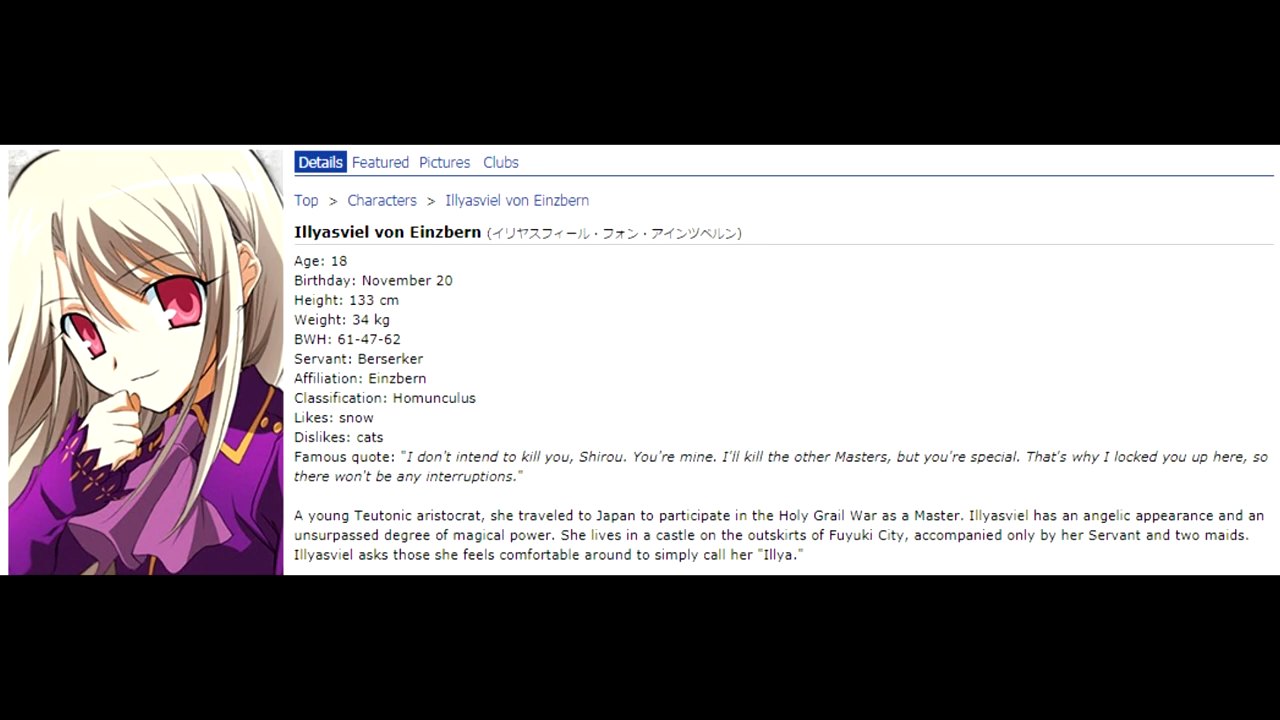 Details Featured Pictures Clubs
Top > Characters > Illyasviel von Einzbern
Illyasviel von Einzbern (イリヤスフィール・フォン・アインツベルン)
Age: 18
Birthday: November 20
Height: 133 cm
Weight: 34 kg
BWH: 61-47-62
Servant: Berserker
Affiliation: Einzbern
Classification: Homunculus
Likes: snow
Dislikes: cats
Famous quote: "I don't intend to kill you, Shirou. You're mine. I'll kill the other Masters, but you're special. That's why I locked you up here, so
there won't be any interruptions."
A young Teutonic aristocrat, she traveled to Japan to participate in the Holy Grail War as a Master. Illyasviel has an angelic appearance and an
unsurpassed degree of magical power. She lives in a castle on the outskirts of Fuyuki City, accompanied only by her Servant and two maids.
Illyasviel asks those she feels comfortable around to simply call her "Illya."